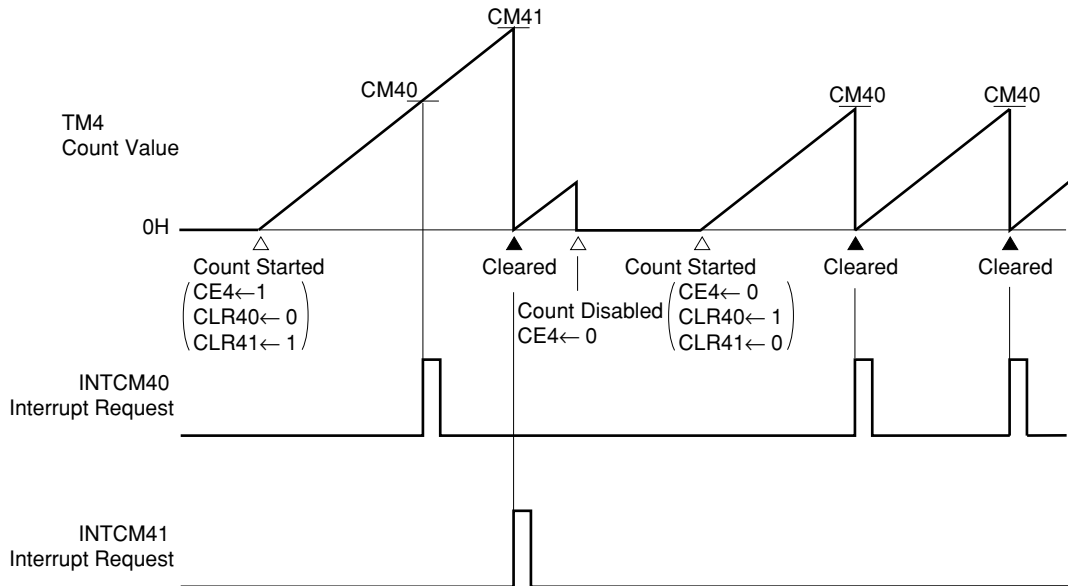 CM41
CM40
CM40
CM40
TM4
Count Value
0H
Count Started
CE4←1
CLR40← 0
CLR41← 1
Cleared
Count Disabled
CE4← 0
Count Started
CE4← 0
CLR40← 1
CLR41← 0
Cleared
Cleared
INTCM40
Interrupt Request
INTCM41
Interrupt Request